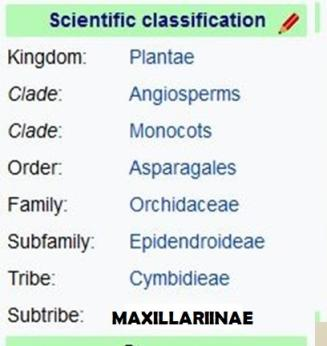 Scientific classification
Kingdom: Plantae
Clade: Angiosperms
Clade: Monocots
Order: Asparagales
Family: Orchidaceae
Subfamily: Epidendroideae
Tribe: Cymbidieae
Subtribe: MAXILLARIINAE